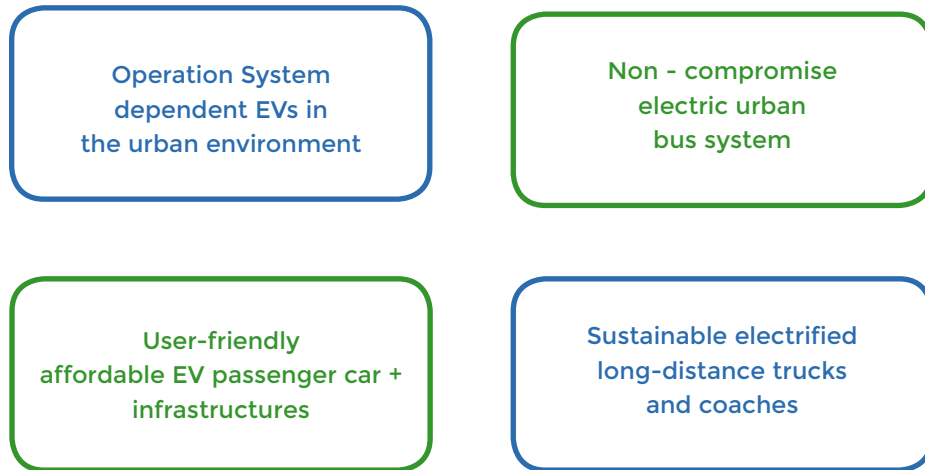 Operation System
dependent EVs in
the urban environment
Non - compromise
electric urban
bus system
User-friendly
affordable EV passenger car +
infrastructures
Sustainable electrified
long-distance trucks
and coaches